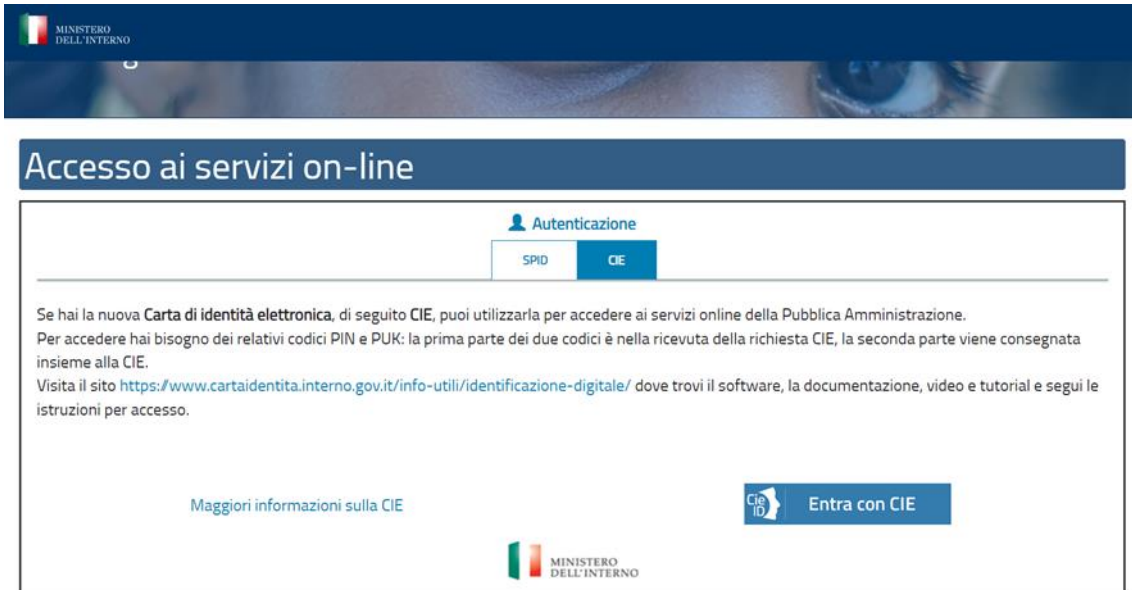 MINISTERO
DELL'INTERNO
Accesso ai servizi on-line
Autenticazione
SPID
CIE
Se hai la nuova Carta di identità elettronica, di seguito CIE, puoi utilizzarla per accedere ai servizi online della Pubblica Amministrazione.
Per accedere hai bisogno dei relativi codici PIN e PUK: la prima parte dei due codici è nella ricevuta della richiesta CIE, la seconda parte viene consegnata
insieme alla CIE.
Visita il sito https://www.cartaidentita.interno.gov.it/info-utili/identificazione-digitale/ dove trovi il software, la documentazione, video e tutorial e segui le
istruzioni per accesso.
Maggiori informazioni sulla CIE
Cie
ID
Entra con CIE
MINISTERO
DELL'INTERNO